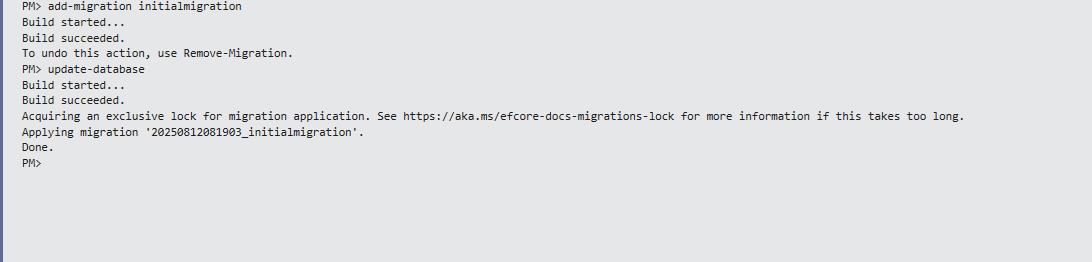 PM> add-migration initialmigration
Build started...
Build succeeded.
To undo this action, use Remove-Migration.
PM> update-database
Build started...
Build succeeded.
Acquiring an exclusive lock for migration application. See https://aka.ms/efcore-docs-migrations-lock for more information if this takes too long.
Applying migration '20250812081903_initialmigration'.
Done.
PM>